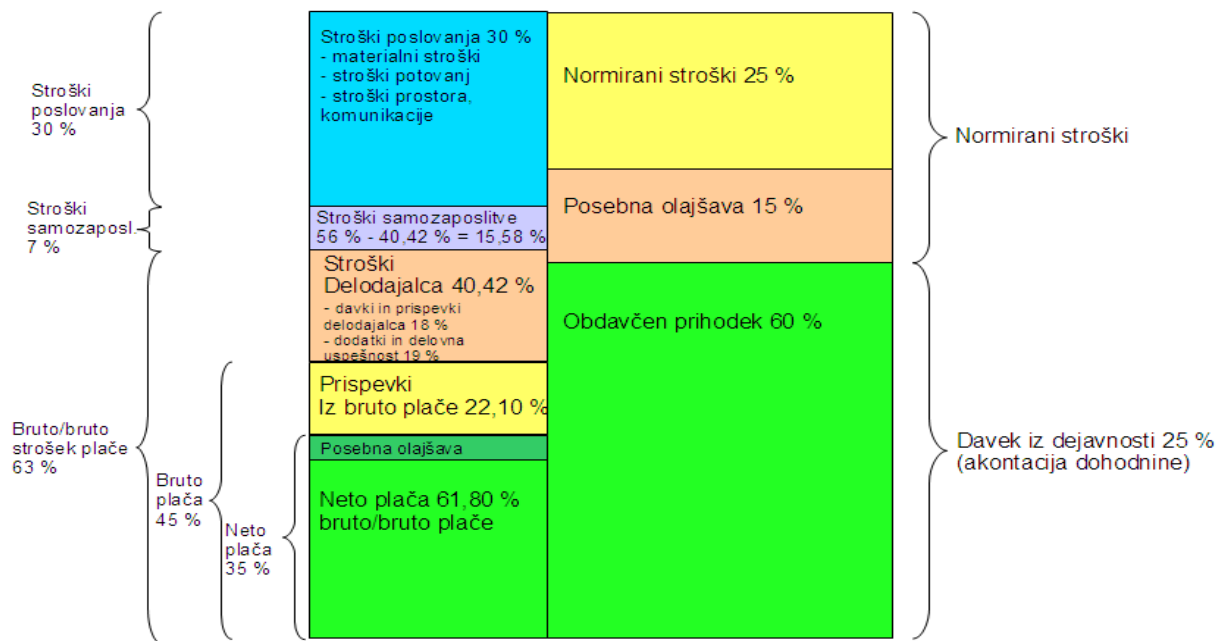 Stroški
poslovanja
30 %
Stroški
samozaposl.
7 %
Bruto/bruto
strošek plače
63 %
Bruto
plača
45 %
Neto
plača
35 %
Stroški poslovanja 30 %
- materialni stroški
- stroški potovanj
- stroški prostora,
komunikacije
Stroški samozaposlitve
56 % - 40,42 % = 15,58 %
Stroški
Delodajalca 40,42 %
- davki in prispevki
delodajalca 18 %
- dodatki in delovna
uspešnost 19 %
Prispevki
Iz bruto plače 22,10 %
Posebna olajšava
Neto plača 61,80 %
bruto/bruto plače
Normirani stroški 25 %
Posebna olajšava 15 %
Obdavčen prihodek 60 %
Normirani stroški
Davek iz dejavnosti 25 %
(akontacija dohodnine)